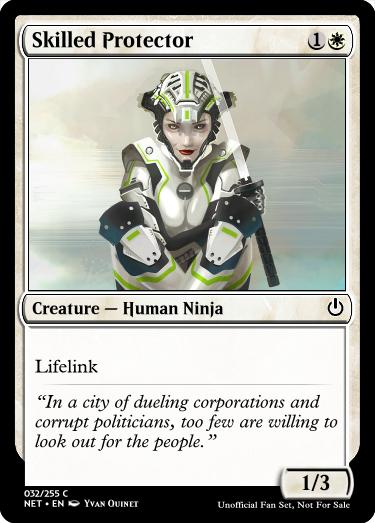 Skilled Protector 1
Creature — Human Ninja
Lifelink
“In a city of dueling corporations and
corrupt politicians, too few are willing to
look out for the people.”
1/3
032/255 C
NET • EN Yvan Quinet
Unofficial Fan Set, Not For Sale